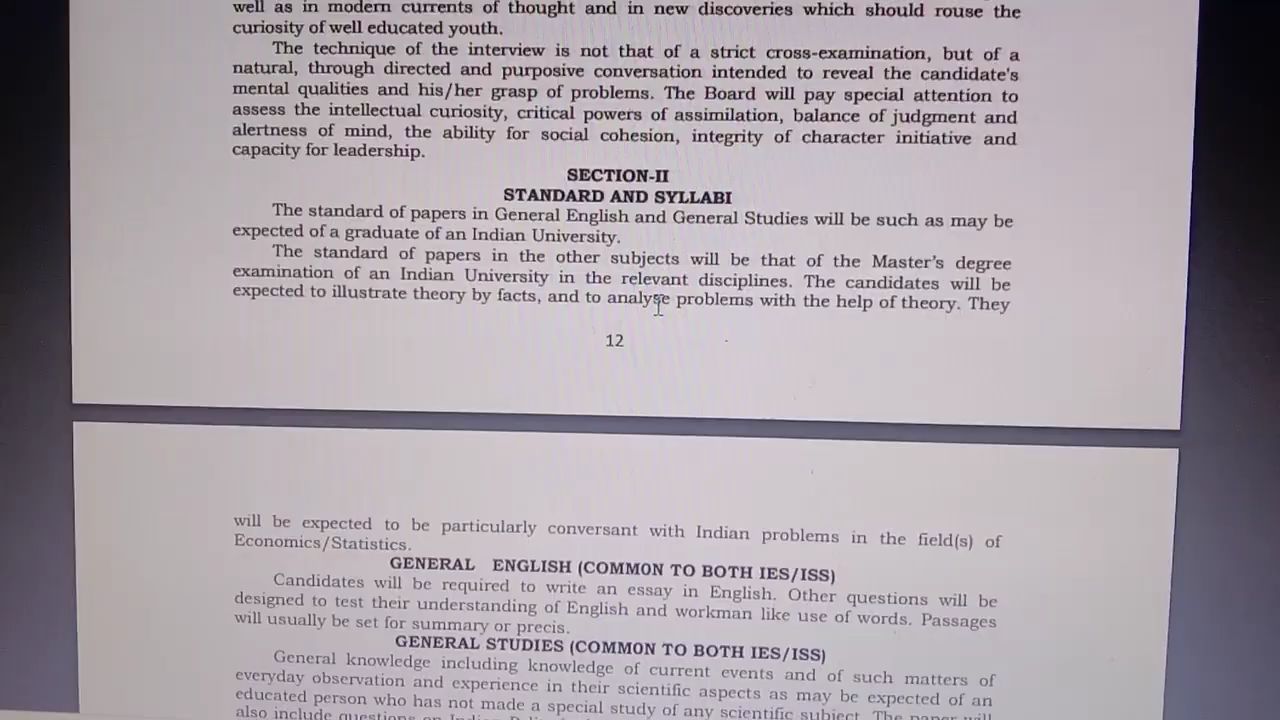 well as in modern currents of thought and in new discoveries which should rouse the
curiosity of well educated youth.
The technique of the interview is not that of a strict cross-examination, but of a
natural, through directed and purposive conversation intended to reveal the candidate's
mental qualities and his/her grasp of problems. The Board will pay special attention to
assess the intellectual curiosity, critical powers of assimilation, balance of judgment and
alertness of mind, the ability for social cohesion, integrity of character initiative and
capacity for leadership.
SECTION-II
STANDARD AND SYLLABI
The standard of papers in General English and General Studies will be such as may be
expected of a graduate of an Indian University.
The standard of papers in the other subjects will be that of the Master's degree
examination of an Indian University in the relevant disciplines. The candidates will be
expected to illustrate theory by facts, and to analyse problems with the help of theory. They
12
will be expected to be particularly conversant with Indian problems in the field(s) of
Economics/Statistics.
GENERAL ENGLISH (COMMON TO BOTH IES/ISS)
Candidates will be required to write an essay in English. Other questions will be
designed to test their understanding of English and workman like use of words. Passages
will usually be set for summary or precis.
GENERAL STUDIES (COMMON TO BOTH IES/ISS)
General knowledge including knowledge of current events and of such matters of
everyday observation and experience in their scientific aspects as may be expected of an
educated person who has not made a special study of any scientific subject. The paper will
also include questions on Indian